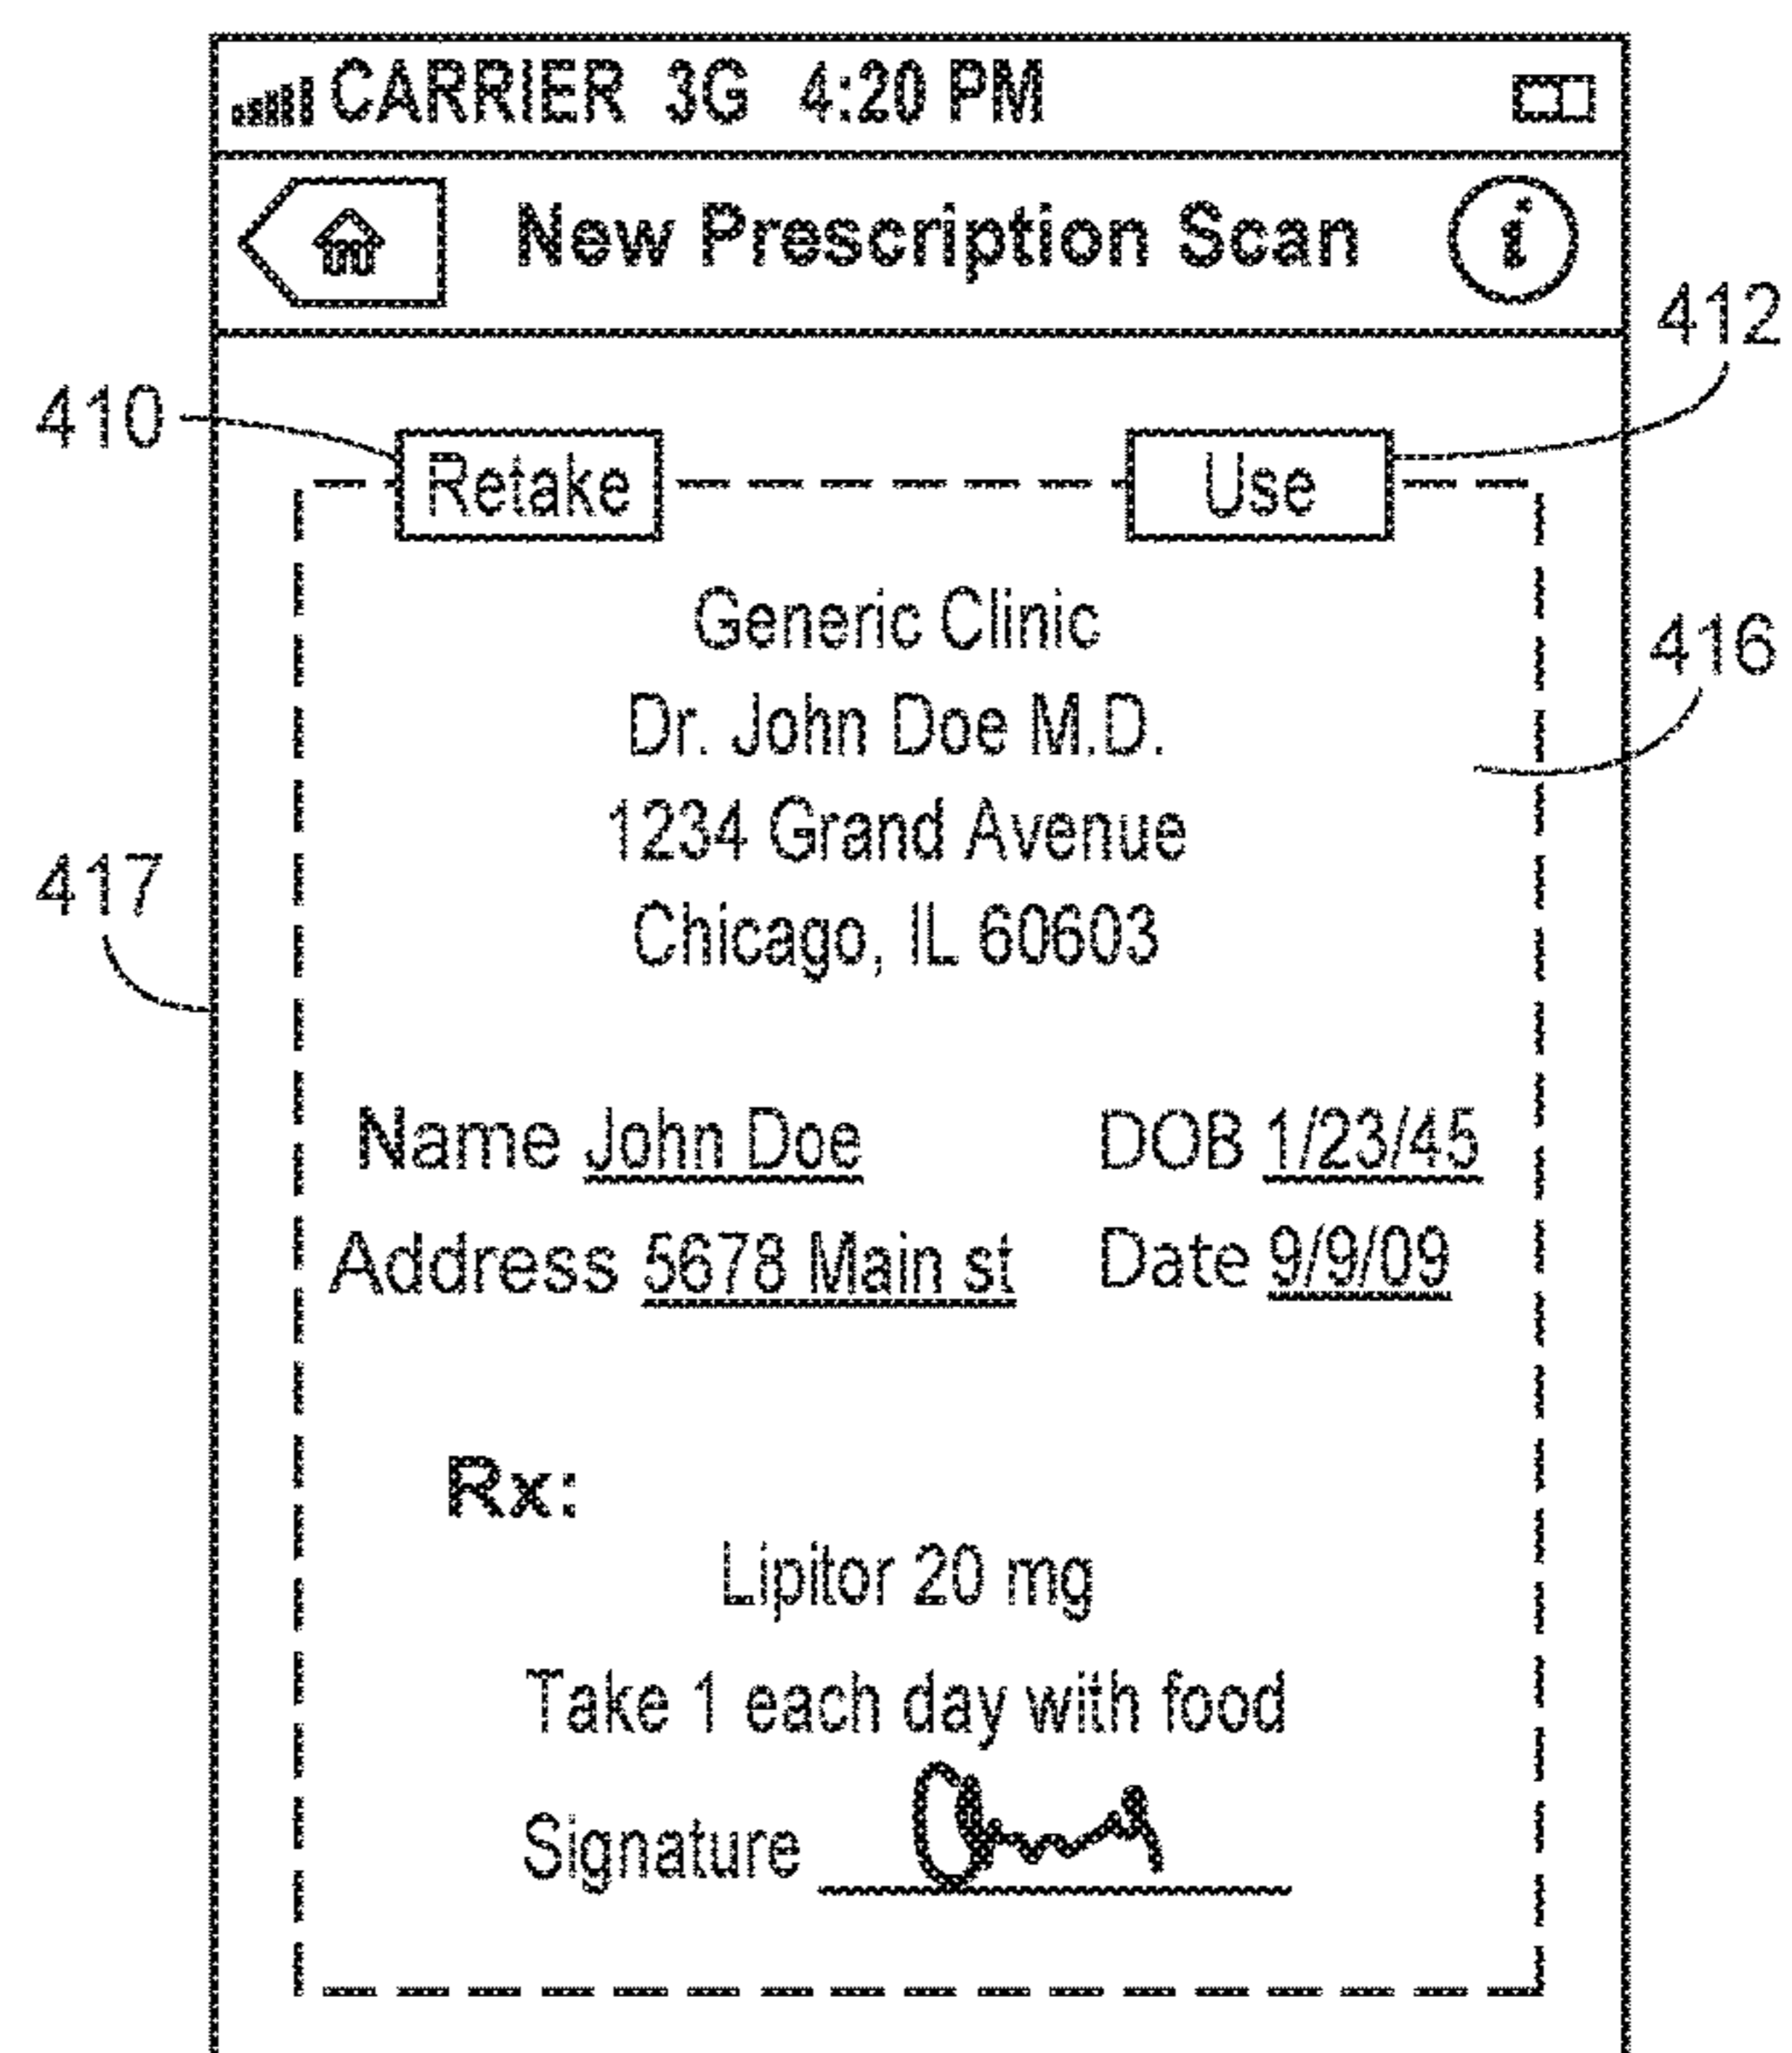 CARRIER 3G 4:20 PM
New Prescription Scan i
412
410
Retake Use
Generic Clinic
416
Dr. John Doe M.D.
1234 Grand Avenue
417
Chicago, IL 60603
Name John Doe DOB 1/23/45
Address 5678 Main st Date 9/9/09
Rx:
Lipitor 20 mg
Take 1 each day with food
Signature